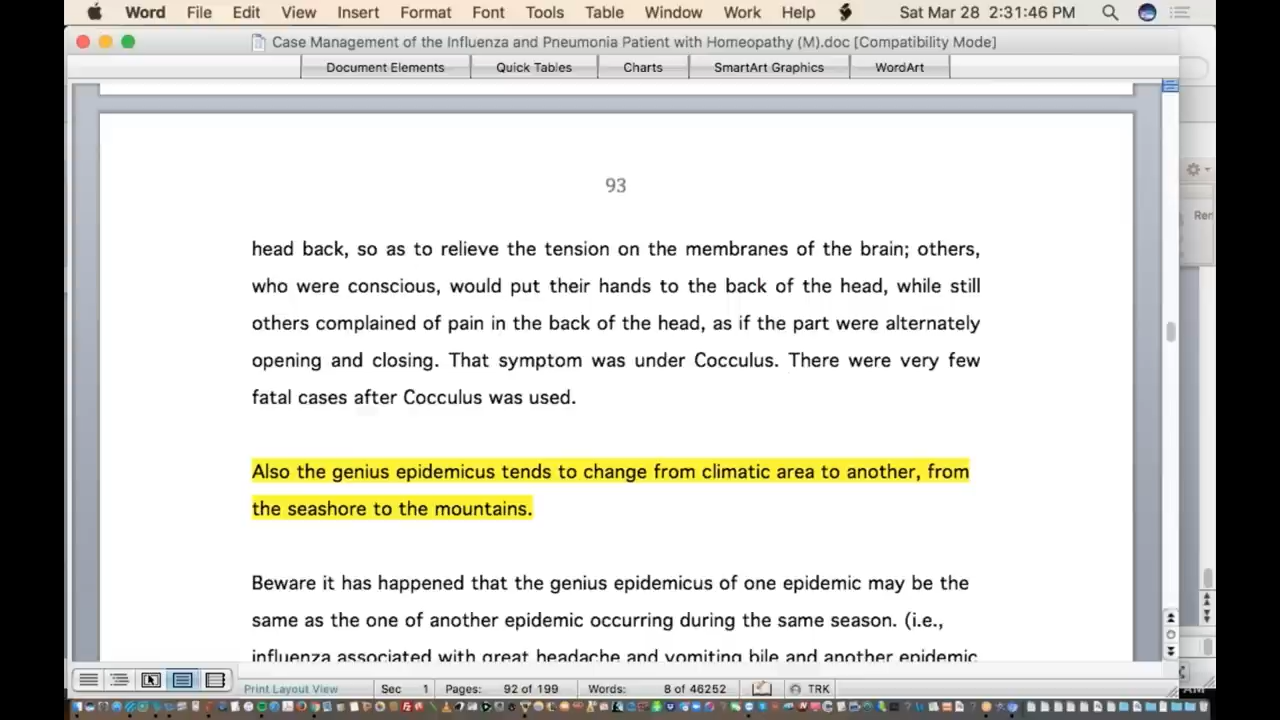 Word File Edit View Insert Format Font Tools Table Window Work Help Sat Mar 28 2:31:46 PM
Case Management of the Influenza and Pneumonia Patient with Homeopathy (M).doc [Compatibility Mode]
Document Elements Quick Tables Charts SmartArt Graphics WordArt
93
head back, so as to relieve the tension on the membranes of the brain; others,
who were conscious, would put their hands to the back of the head, while still
others complained of pain in the back of the head, as if the part were alternately
opening and closing. That symptom was under Cocculus. There were very few
fatal cases after Cocculus was used.
Also the genius epidemicus tends to change from climatic area to another, from
the seashore to the mountains.
Beware it has happened that the genius epidemicus of one epidemic may be the
same as the one of another epidemic occurring during the same season. (i.e.,
influenza associated with great headache and vomiting bile and another epidemic
Print Layout View Sec 1 Pages: 92 of 199 Words: 8 of 46252 TRK